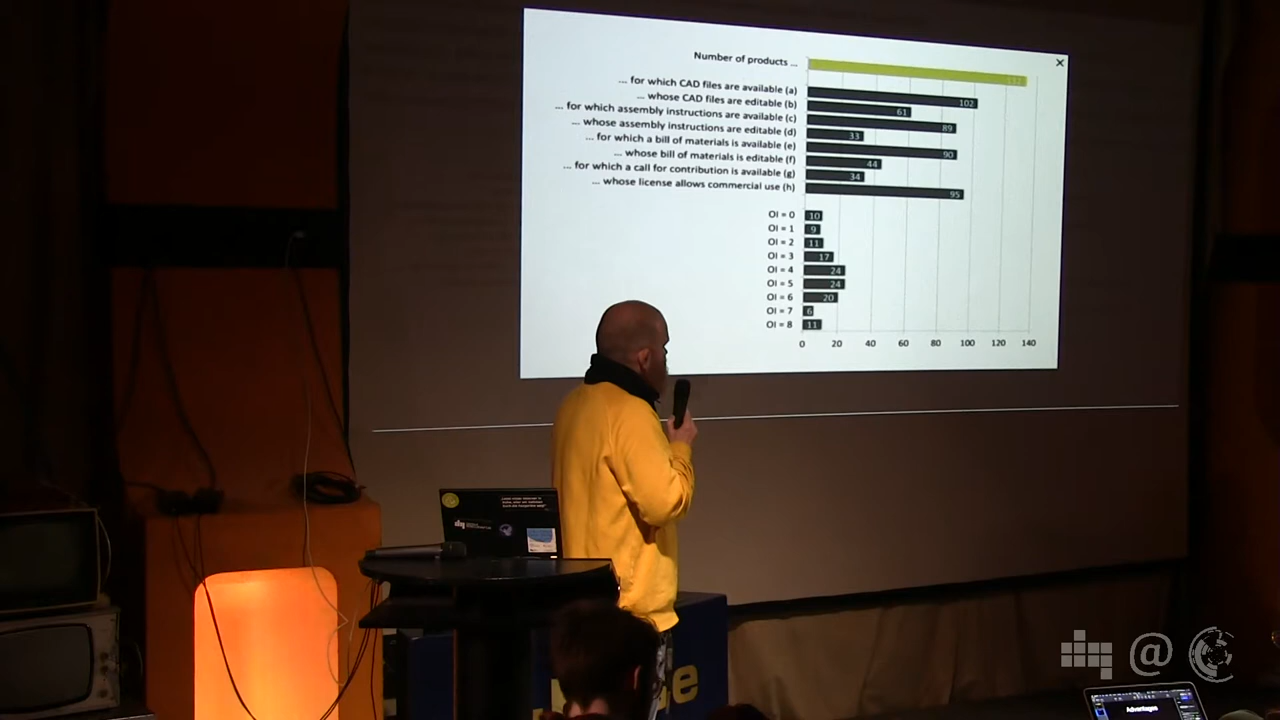 Number of products ...
132
... for which CAD files are available (a)
102
... whose CAD files are editable (b)
61
... for which assembly instructions are available (c)
89
... whose assembly instructions are editable (d)
33
... for which a bill of materials is available (e)
90
... whose bill of materials is editable (f)
44
... for which a call for contribution is available (g)
34
... whose license allows commercial use (h)
95
OI = 0
10
OI = 1
9
OI = 2
11
OI = 3
17
OI = 4
24
OI = 5
24
OI = 6
20
OI = 7
6
OI = 8
11
0 20 40 60 80 100 120 140
@
Advantages